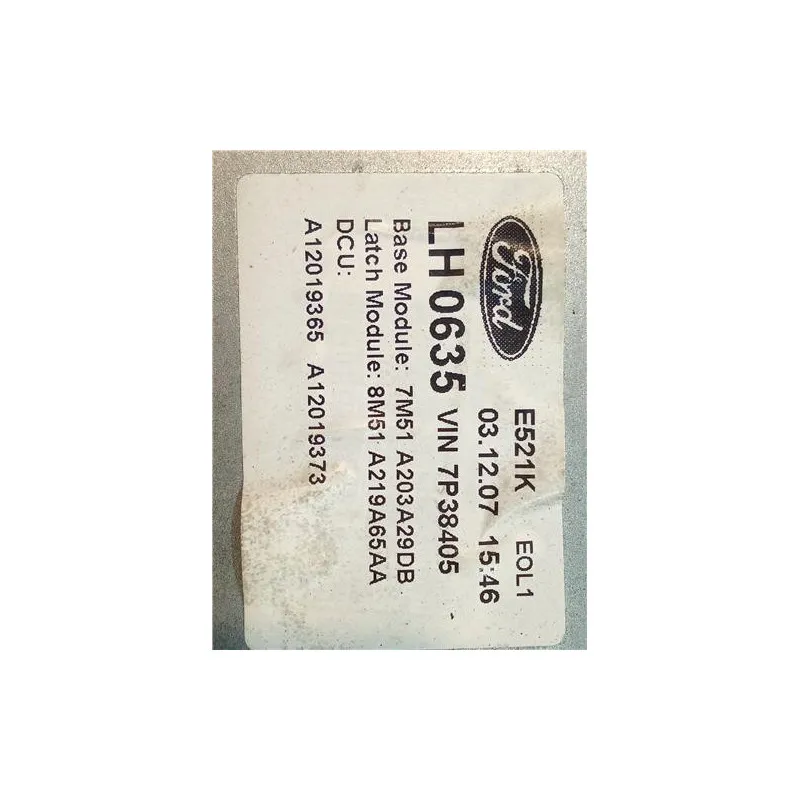 Ford
E521K EOL1
03.12.07 15:46
LH 0635 VIN 7P38405
Base Module: 7M51 A203A29DB
Latch Module: 8M51 A219A65AA
DCU:
A12019365 A12019373